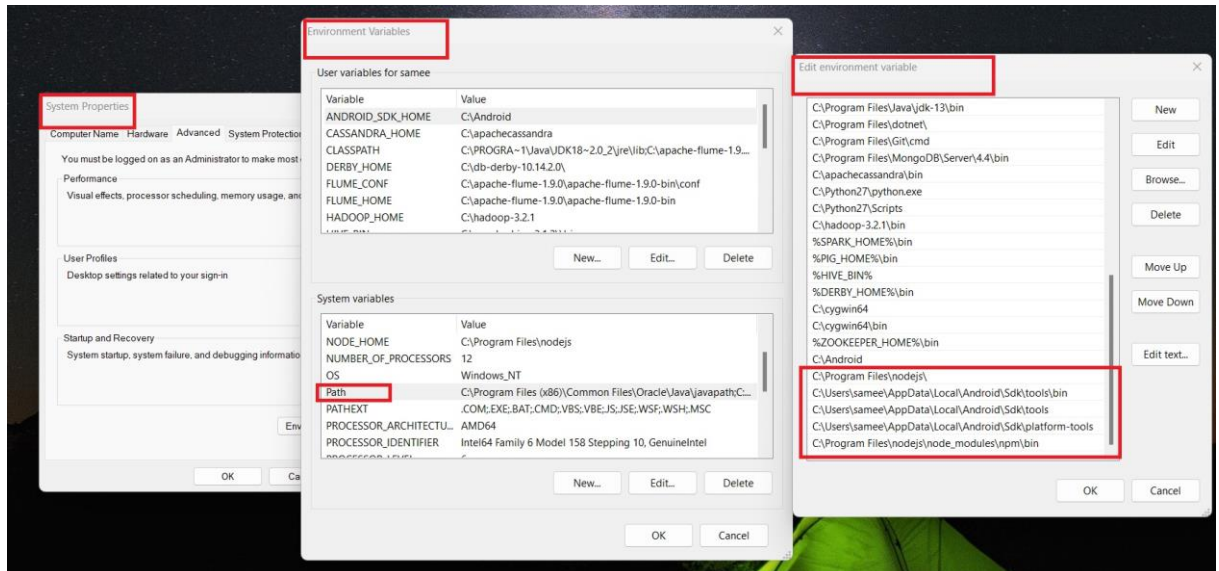 System Properties
Computer Name Hardware Advanced System Protection
You must be logged on as an Administrator to make most
Performance
Visual effects, processor scheduling, memory usage, and
User Profiles
Desktop settings related to your sign-in
Startup and Recovery
System startup, system failure, and debugging informatio
Env
OK Ca
Environment Variables
User variables for samee
Variable Value
ANDROID_SDK_HOME C:\Android
CASSANDRA_HOME C:\apachecassandra
CLASSPATH C:\PROGRA~1\Java\JDK18~2.0_2\jre\lib;C:\apache-flume-1.9....
DERBY_HOME C:\db-derby-10.14.2.0\
FLUME_CONF C:\apache-flume-1.9.0\apache-flume-1.9.0-bin\conf
FLUME_HOME C:\apache-flume-1.9.0\apache-flume-1.9.0-bin
HADOOP_HOME C:\hadoop-3.2.1
New... Edit... Delete
System variables
Variable Value
NODE_HOME C:\Program Files\nodejs
NUMBER_OF_PROCESSORS 12
OS Windows_NT
Path C:\Program Files (x86)\Common Files\Oracle\Java\javapath;C:...
PATHEXT .COM;.EXE;.BAT;.CMD;.VBS;.VBE;.JS;.JSE;.WSF;.WSH;.MSC
PROCESSOR_ARCHITECTU... AMD64
PROCESSOR_IDENTIFIER Intel64 Family 6 Model 158 Stepping 10, GenuineIntel
New... Edit... Delete
OK Cancel
Edit environment variable
C:\Program Files\Java\jdk-13\bin
C:\Program Files\dotnet\
C:\Program Files\Git\cmd
C:\Program Files\MongoDB\Server\4.4\bin
C:\apachecassandra\bin
C:\Python27\python.exe
C:\Python27\Scripts
C:\hadoop-3.2.1\bin
%SPARK_HOME%\bin
%PIG_HOME%\bin
%HIVE_BIN%
%DERBY_HOME%\bin
C:\cygwin64
C:\cygwin64\bin
%ZOOKEEPER_HOME%\bin
C:\Android
C:\Program Files\nodejs\
C:\Users\samee\AppData\Local\Android\Sdk\tools\bin
C:\Users\samee\AppData\Local\Android\Sdk\tools
C:\Users\samee\AppData\Local\Android\Sdk\platform-tools
C:\Program Files\nodejs\node_modules\npm\bin
New
Edit
Browse...
Delete
Move Up
Move Down
Edit text...
OK Cancel